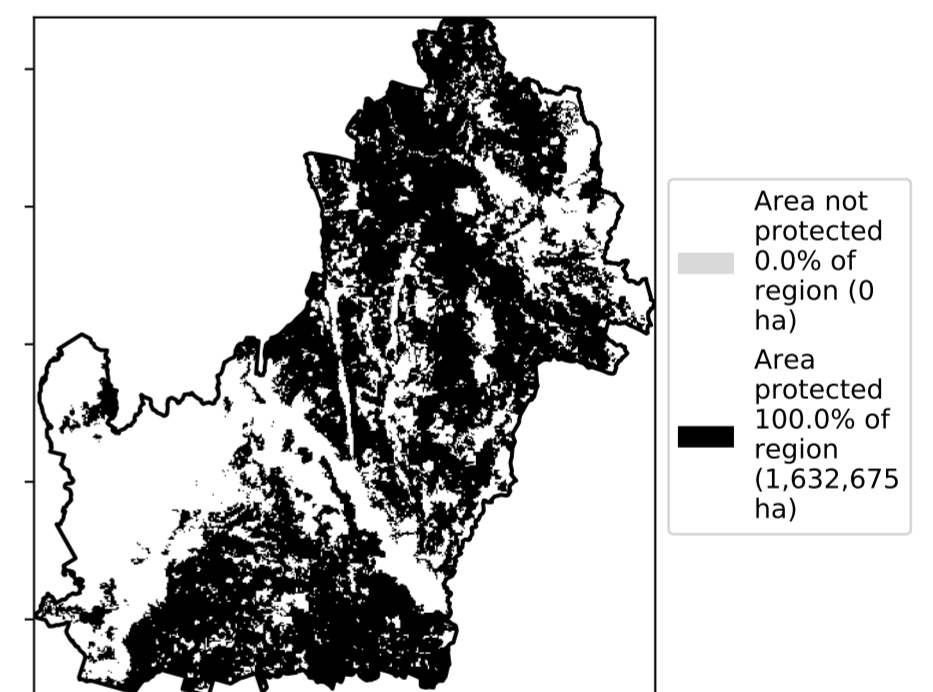 Area not
protected
0.0% of
region (0
ha)
Area
protected
100.0% of
region
(1,632,675
ha)